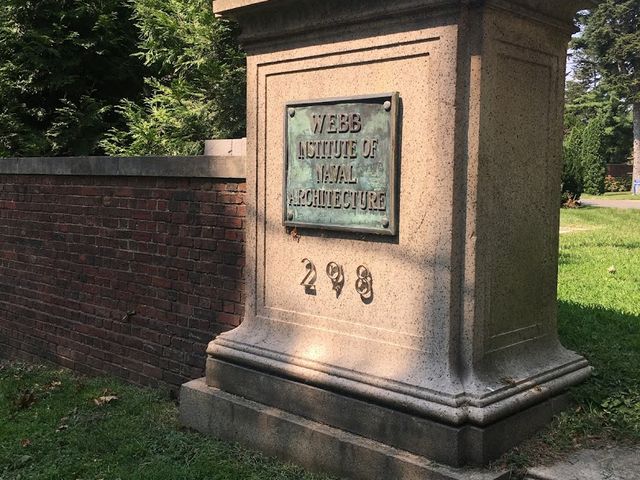 WEBB
INSTITUTE OF
NAVAL
ARCHITECTURE
298